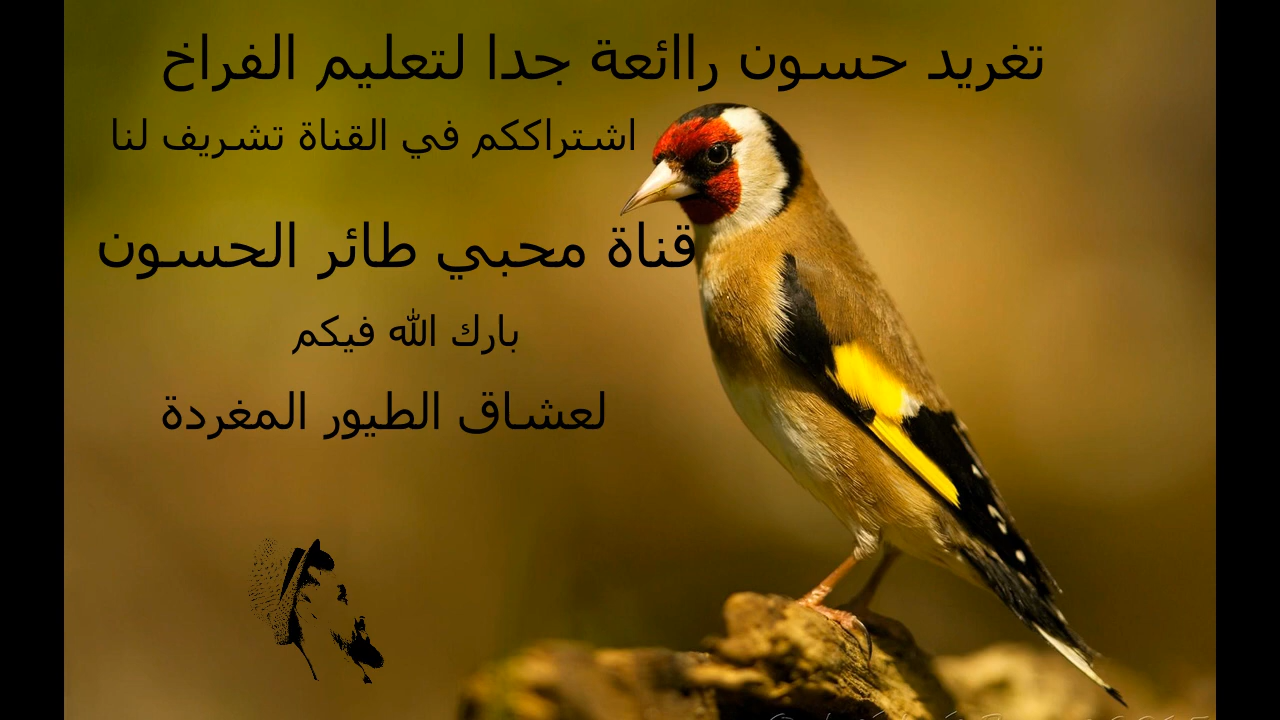 تغريد حسون راائعة جدا لتعليم الفراخ
اشتراككم في القناة تشريف لنا
قناة محبي طائر الحسون
بارك الله فيكم
لعشاق الطيور المغردة